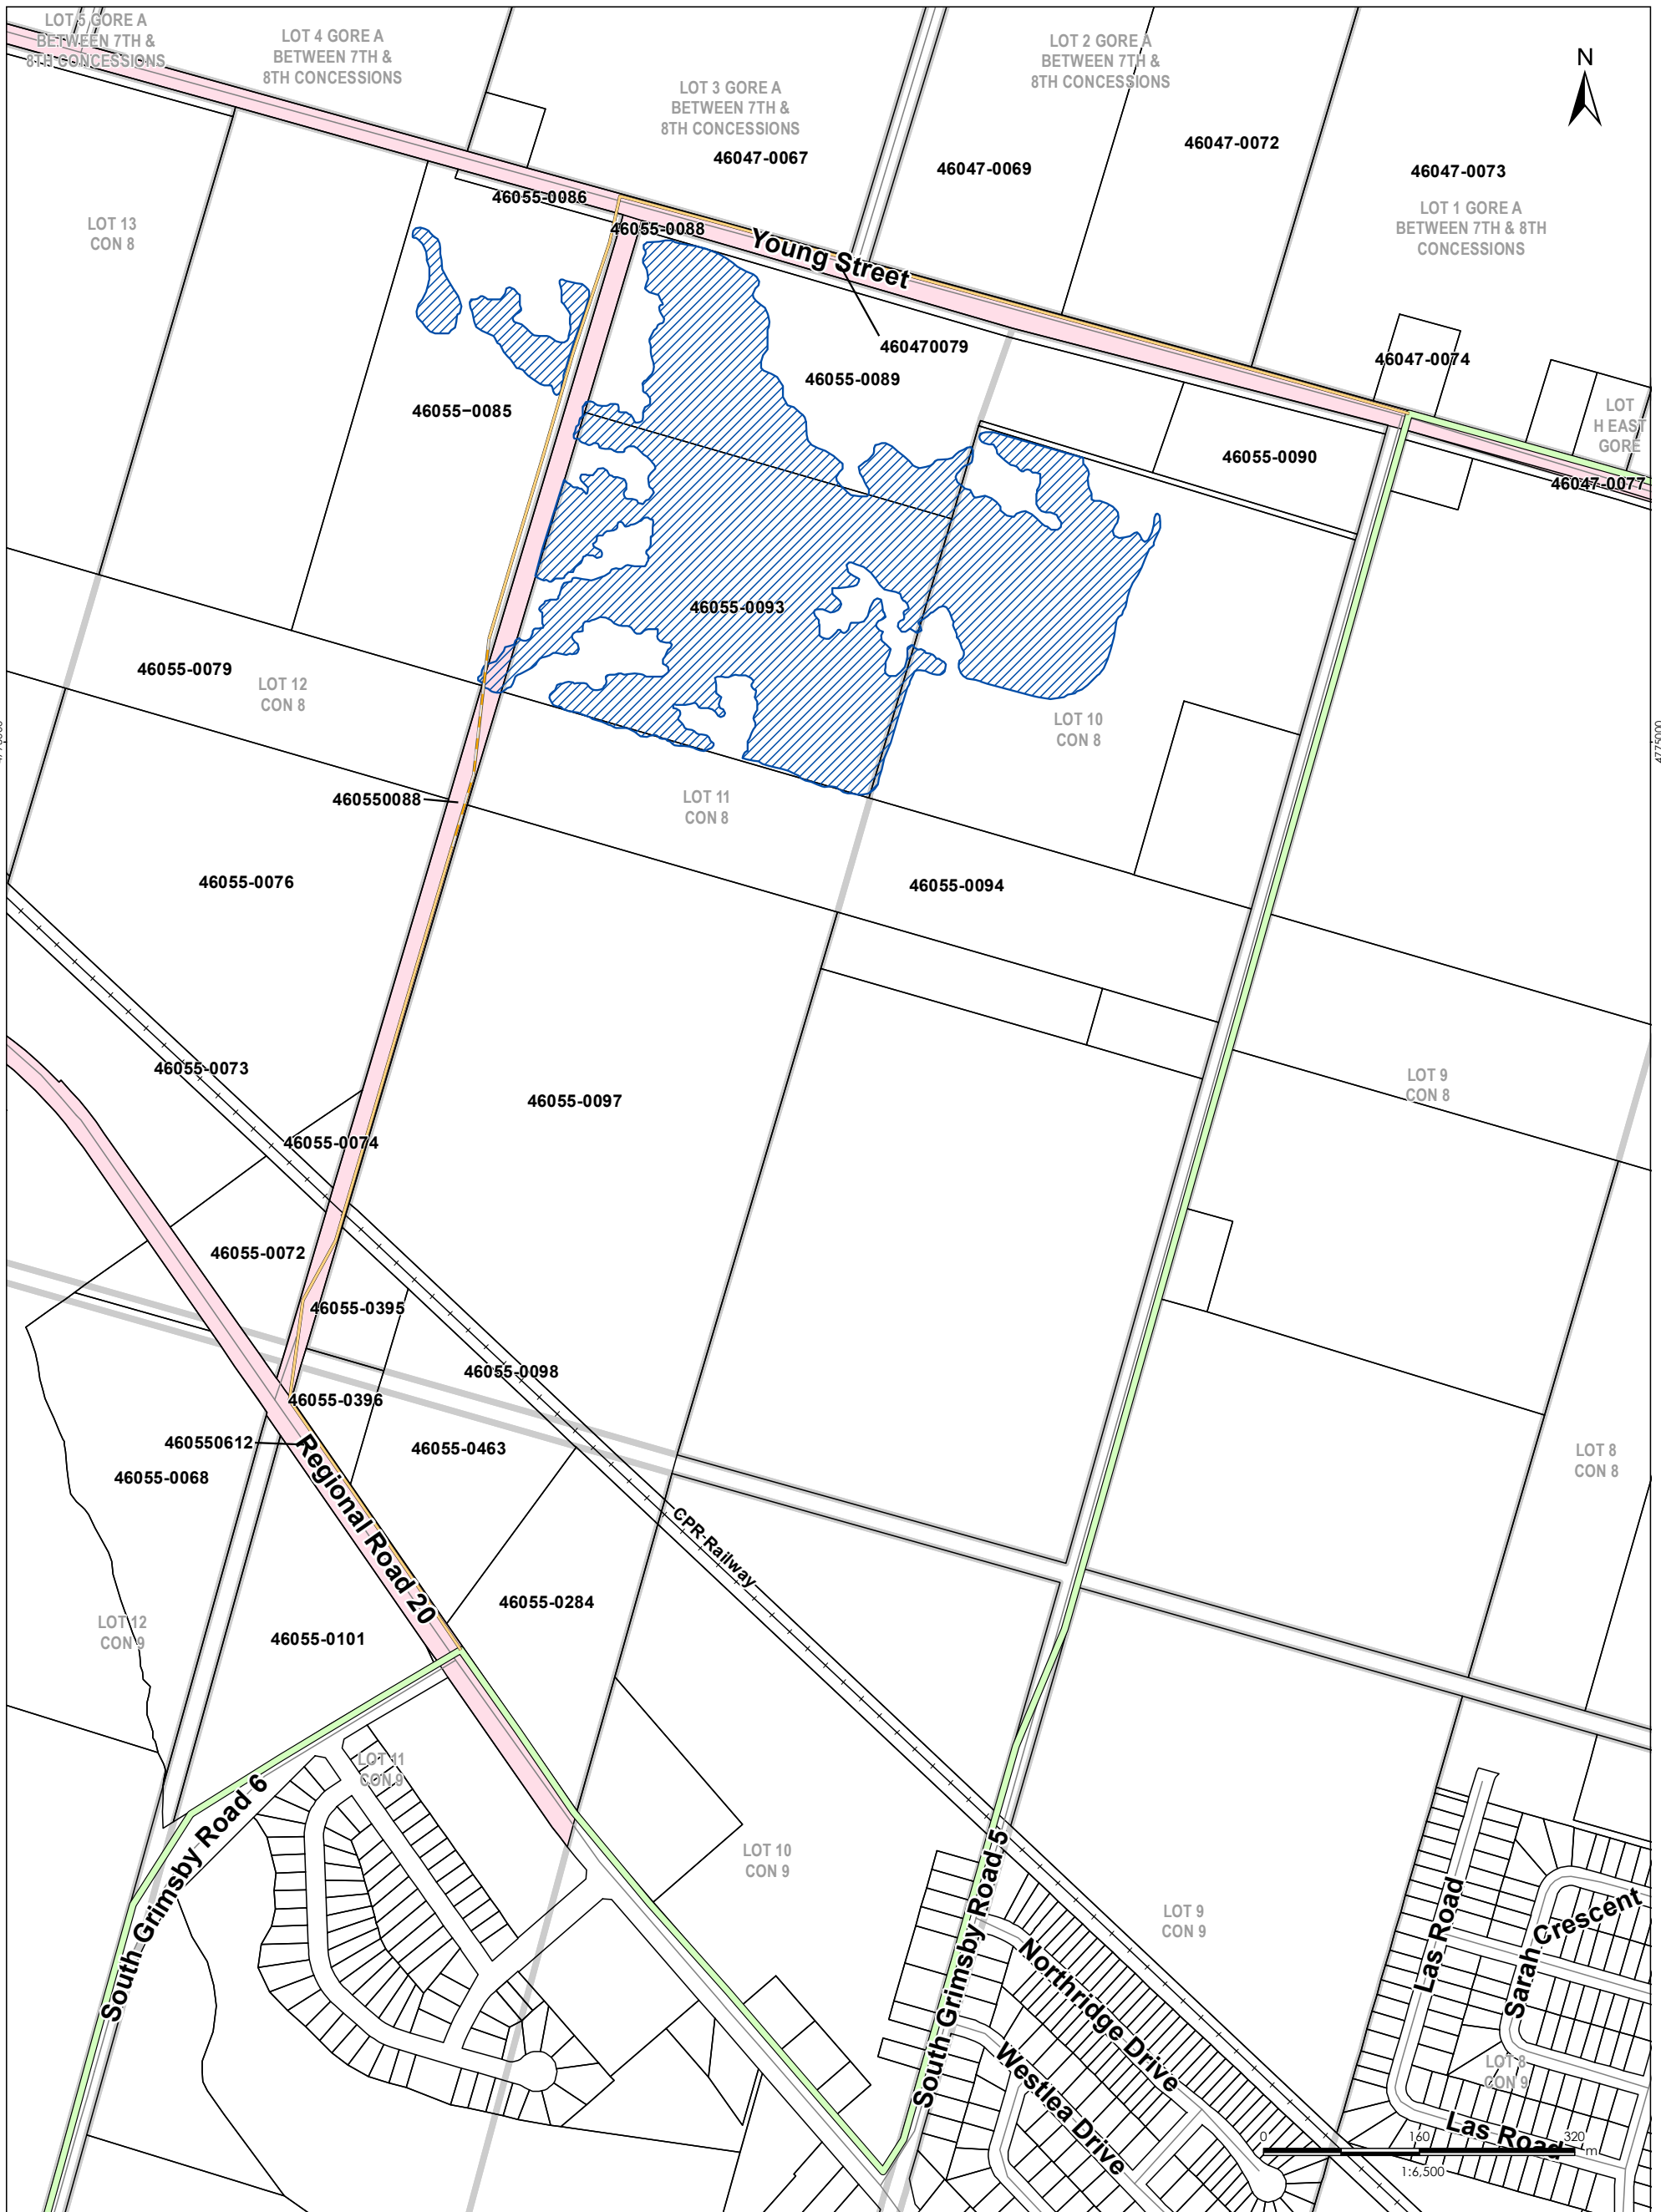 LOT 5 GORE A
BETWEEN 7TH &
8TH CONCESSIONS
LOT 4 GORE A
BETWEEN 7TH &
8TH CONCESSIONS
LOT 3 GORE A
BETWEEN 7TH &
8TH CONCESSIONS
46047-0067
LOT 2 GORE A
BETWEEN 7TH &
8TH CONCESSIONS
N
46047-0072
46047-0069
46047-0073
LOT 1 GORE A
BETWEEN 7TH & 8TH
CONCESSIONS
46055-0086
46055-0088
LOT 13
CON 8
Young Street
460470079
46055-0089
46047-0074
46055-0085
LOT
H EAST
GORE
46055-0090
46047-0077
46055-0093
46055-0079
LOT 12
CON 8
LOT 10
CON 8
4775000
460550088
LOT 11
CON 8
46055-0076
46055-0094
46055-0073
46055-0097
LOT 9
CON 8
46055-0074
46055-0072
46055-0395
46055-0098
46055-0396
460550612
46055-0463
46055-0068
LOT 8
CON 8
Regional Road 20
CPR-Railway
46055-0284
LOT 12
CON 9
46055-0101
LOT 11
CON 9
South Grimsby Road 6
LOT 10
CON 9
South Grimsby Road 5
LOT 9
CON 9
Northridge Drive
Westlea Drive
Las Road
Sarah Crescent
LOT 8
CON 9
Las Road
0 160 320
m
1:6,500